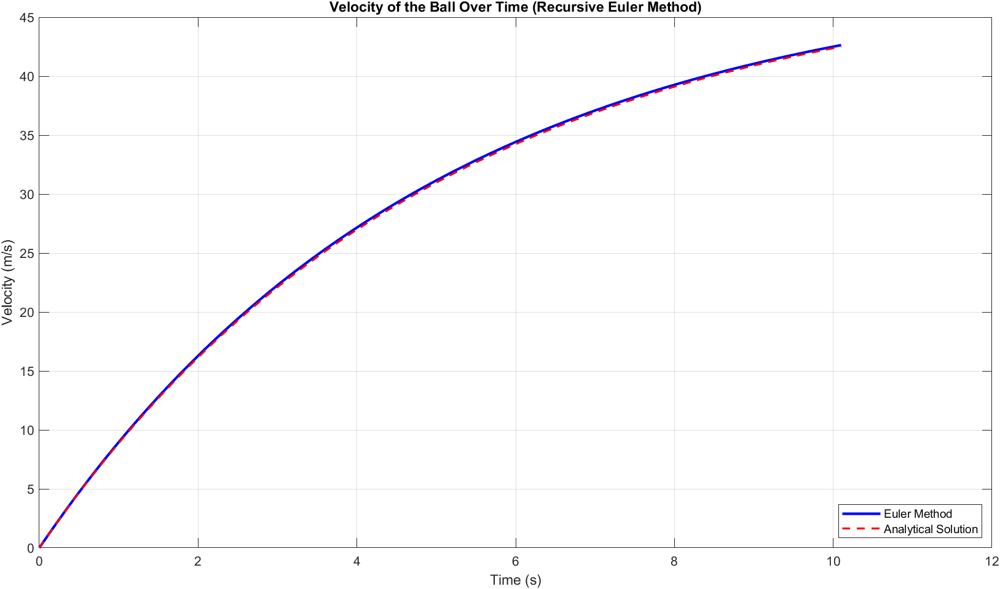 Velocity of the Ball Over Time (Recursive Euler Method)
45
40
35
30
25
20
15
10
5
0
Velocity (m/s)
0 2 4 6 8 10 12
Time (s)
Euler Method
Analytical Solution